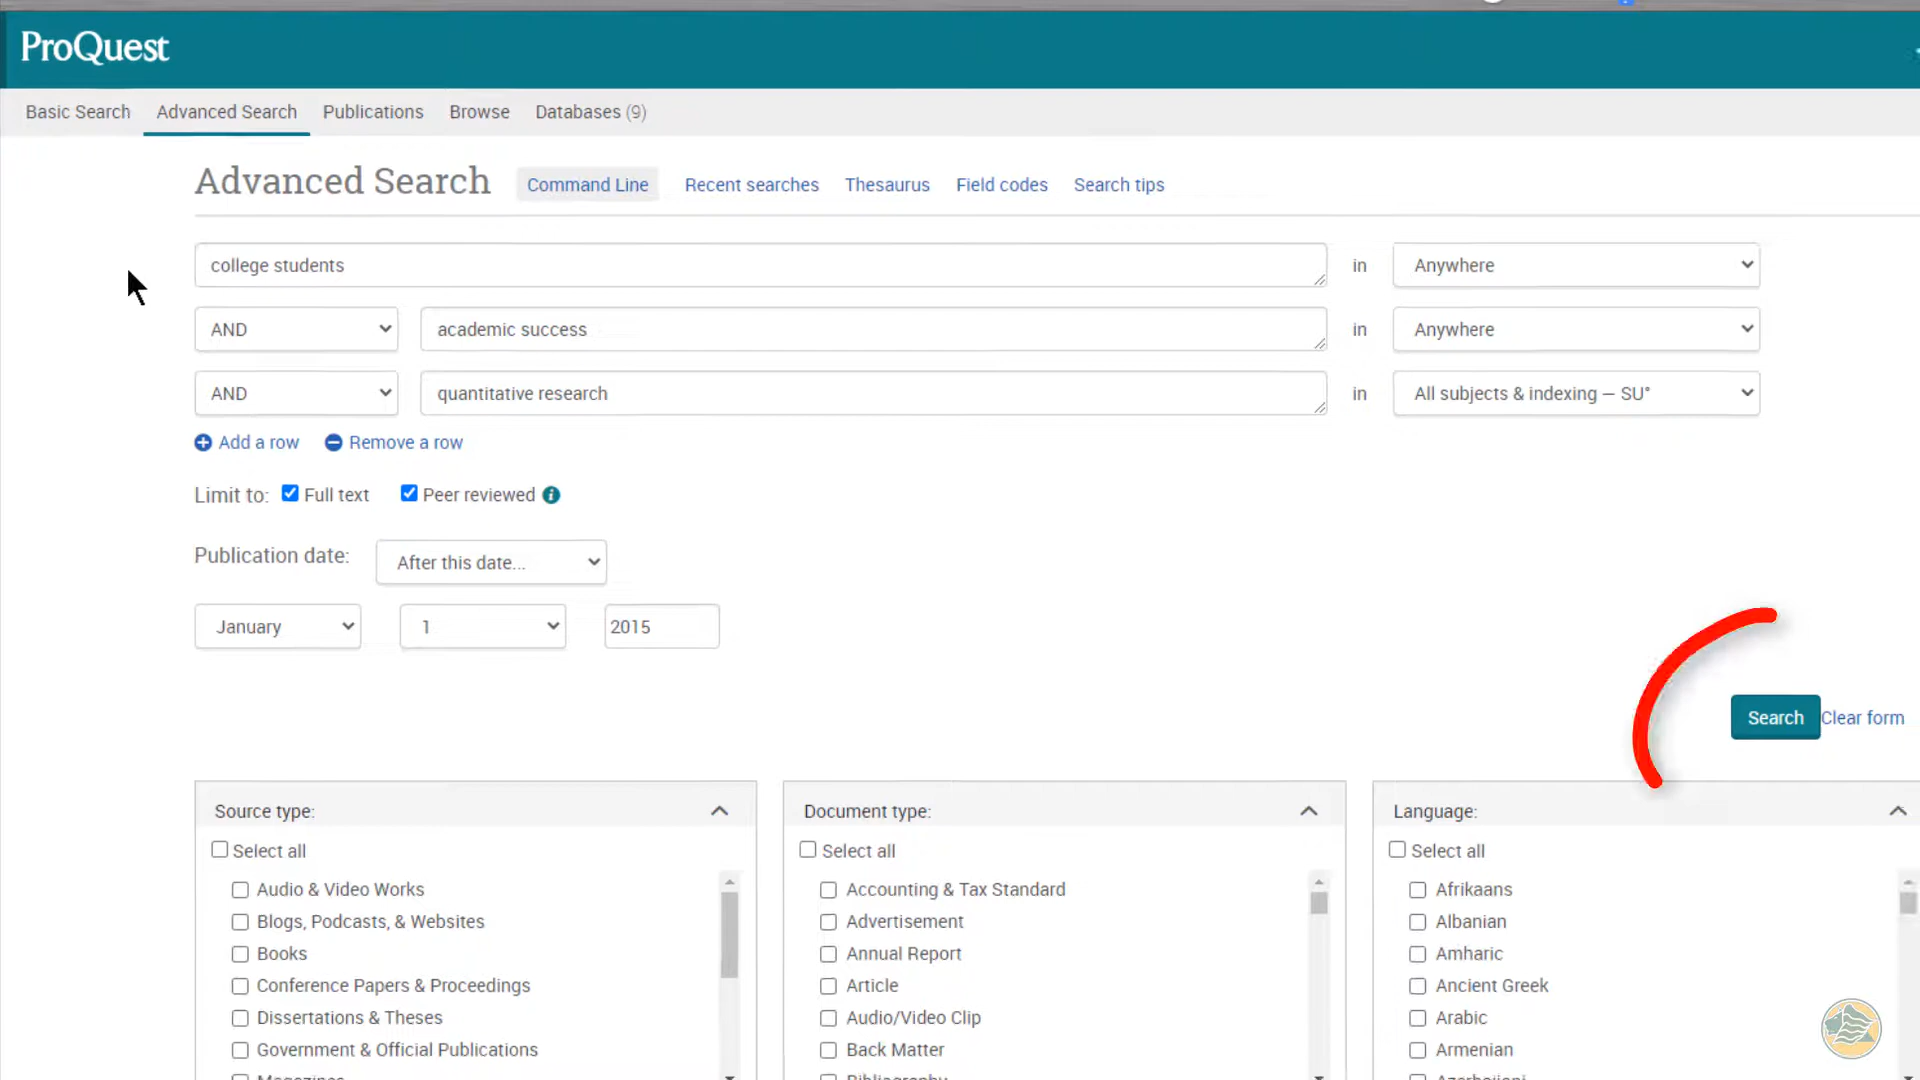 ProQuest
Basic Search Advanced Search Publications Browse Databases (9)
Advanced Search Command Line Recent searches Thesaurus Field codes Search tips
college students in Anywhere
AND academic success in Anywhere
AND quantitative research in All subjects & indexing — SU°
Add a row Remove a row
Limit to: Full text Peer reviewed i
Publication date: After this date...
January 1 2015
Search Clear form
Source type: Document type: Language:
Select all Select all Select all
Audio & Video Works Accounting & Tax Standard Afrikaans
Blogs, Podcasts, & Websites Advertisement Albanian
Books Annual Report Amharic
Conference Papers & Proceedings Article Ancient Greek
Dissertations & Theses Audio/Video Clip Arabic
Government & Official Publications Back Matter Armenian